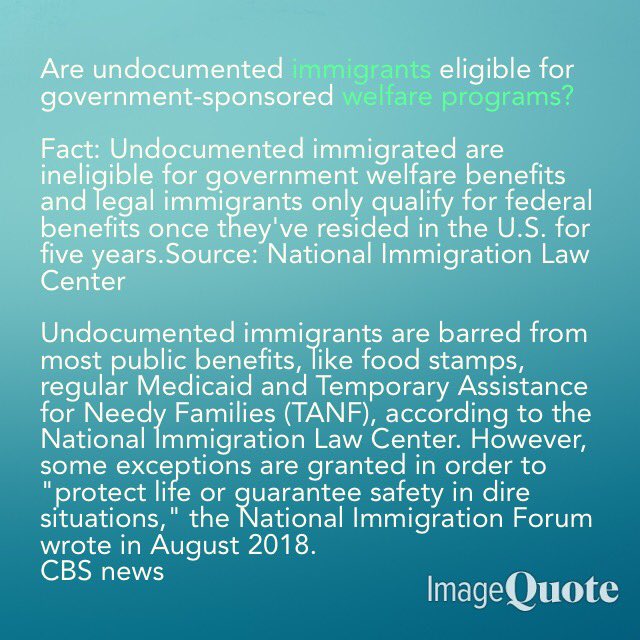 Are undocumented immigrants eligible for
government-sponsored welfare programs?
Fact: Undocumented immigrated are
ineligible for government welfare benefits
and legal immigrants only qualify for federal
benefits once they've resided in the U.S. for
five years.Source: National Immigration Law
Center
Undocumented immigrants are barred from
most public benefits, like food stamps,
regular Medicaid and Temporary Assistance
for Needy Families (TANF), according to the
National Immigration Law Center. However,
some exceptions are granted in order to
"protect life or guarantee safety in dire
situations," the National Immigration Forum
wrote in August 2018.
CBS news
ImageQuote